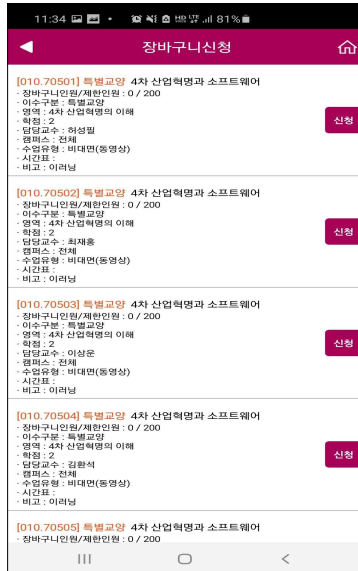 11:34 81%
장바구니신청
[010.70501] 특별교양 4차 산업혁명과 소프트웨어
· 장바구니인원/제한인원 : 0 / 200
· 이수구분 : 특별교양
· 영역 : 4차 산업혁명의 이해
· 학점 : 2
· 담당교수 : 허성필
· 캠퍼스 : 전체
· 수업유형 : 비대면(동영상)
· 시간표 :
· 비고 : 이러닝
신청
[010.70502] 특별교양 4차 산업혁명과 소프트웨어
· 장바구니인원/제한인원 : 0 / 200
· 이수구분 : 특별교양
· 영역 : 4차 산업혁명의 이해
· 학점 : 2
· 담당교수 : 최재홍
· 캠퍼스 : 전체
· 수업유형 : 비대면(동영상)
· 시간표 :
· 비고 : 이러닝
신청
[010.70503] 특별교양 4차 산업혁명과 소프트웨어
· 장바구니인원/제한인원 : 0 / 200
· 이수구분 : 특별교양
· 영역 : 4차 산업혁명의 이해
· 학점 : 2
· 담당교수 : 이상운
· 캠퍼스 : 전체
· 수업유형 : 비대면(동영상)
· 시간표 :
· 비고 : 이러닝
신청
[010.70504] 특별교양 4차 산업혁명과 소프트웨어
· 장바구니인원/제한인원 : 0 / 200
· 이수구분 : 특별교양
· 영역 : 4차 산업혁명의 이해
· 학점 : 2
· 담당교수 : 김환석
· 캠퍼스 : 전체
· 수업유형 : 비대면(동영상)
· 시간표 :
· 비고 : 이러닝
신청
[010.70505] 특별교양 4차 산업혁명과 소프트웨어
· 장바구니인원/제한인원 : 0 / 200